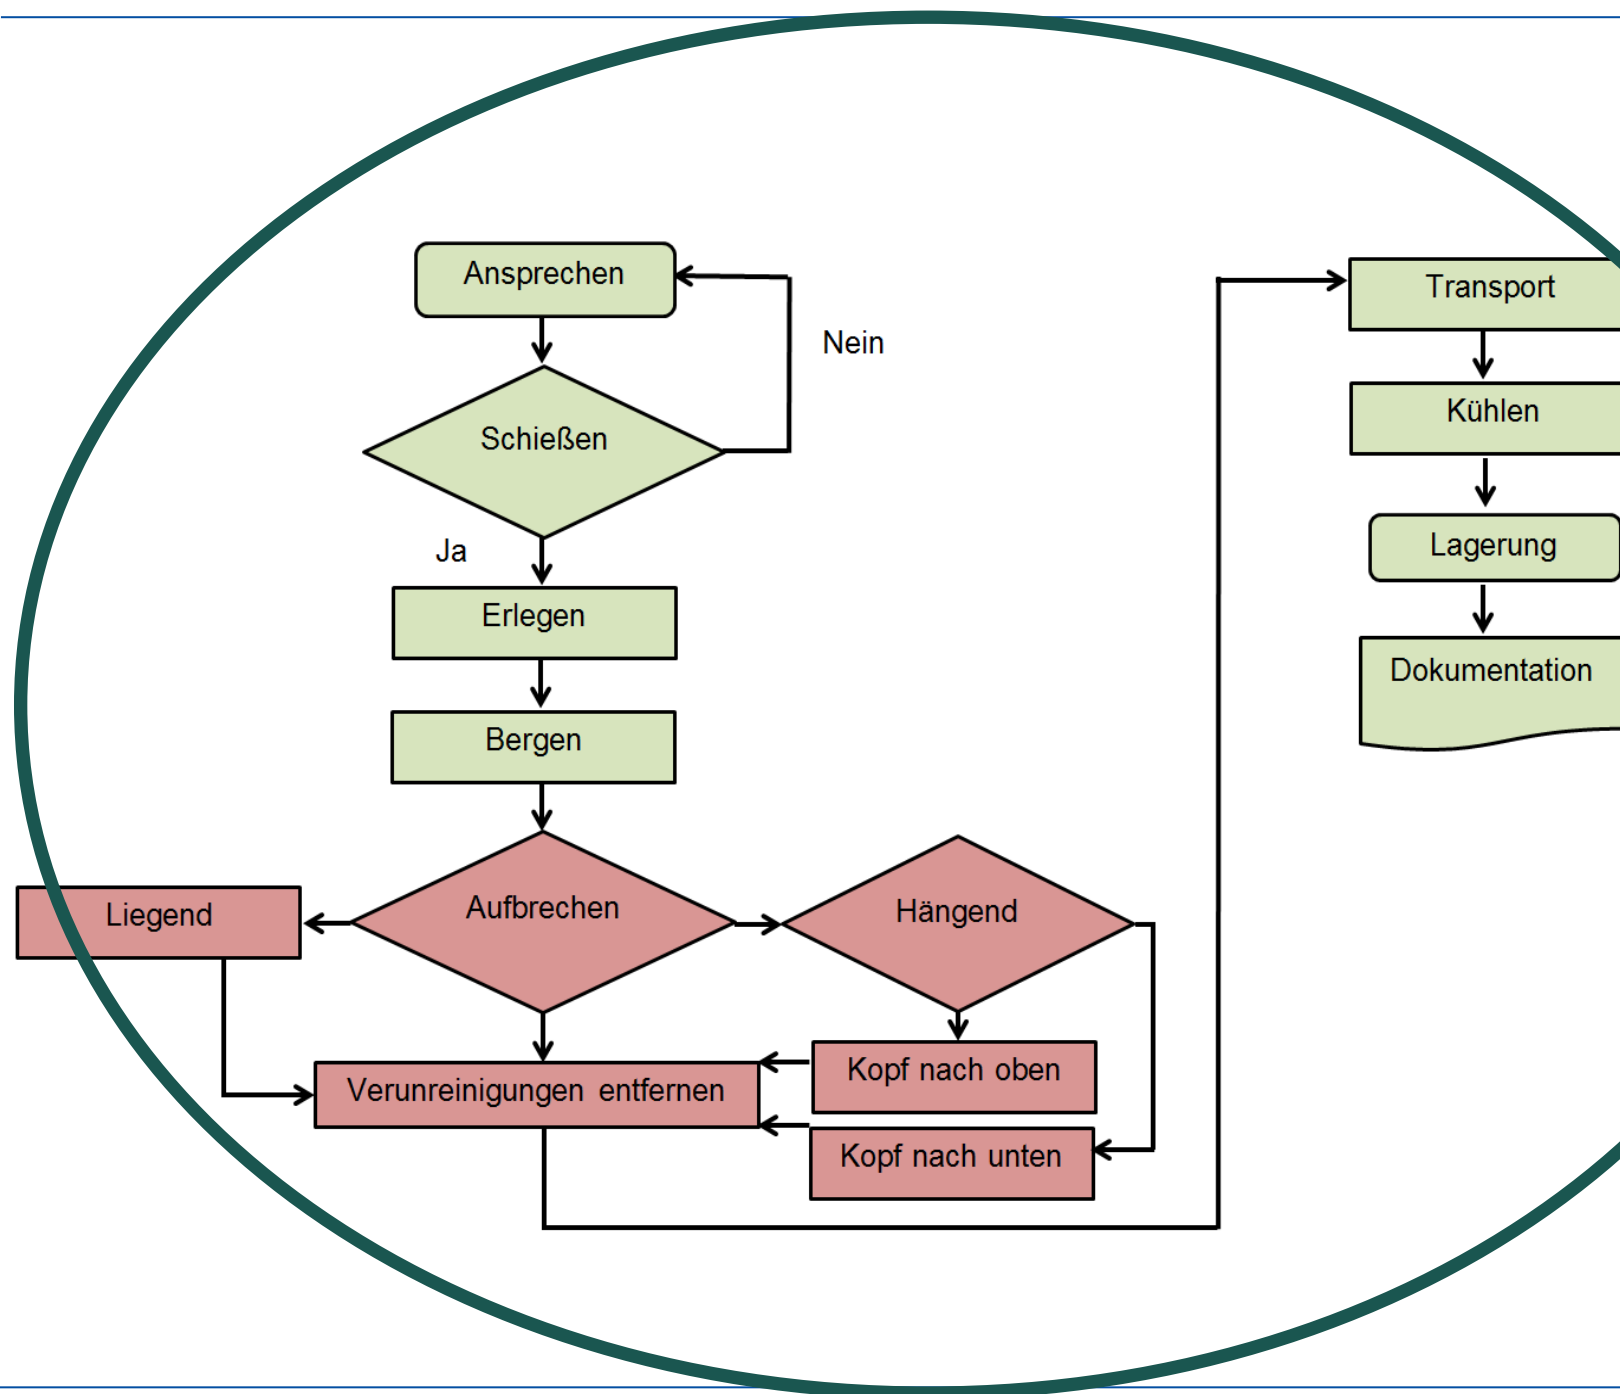 Ansprechen
Nein
Schießen
Ja
Erlegen
Bergen
Aufbrechen
Liegend
Hängend
Verunreinigungen entfernen
Kopf nach oben
Kopf nach unten
Transport
Kühlen
Lagerung
Dokumentation